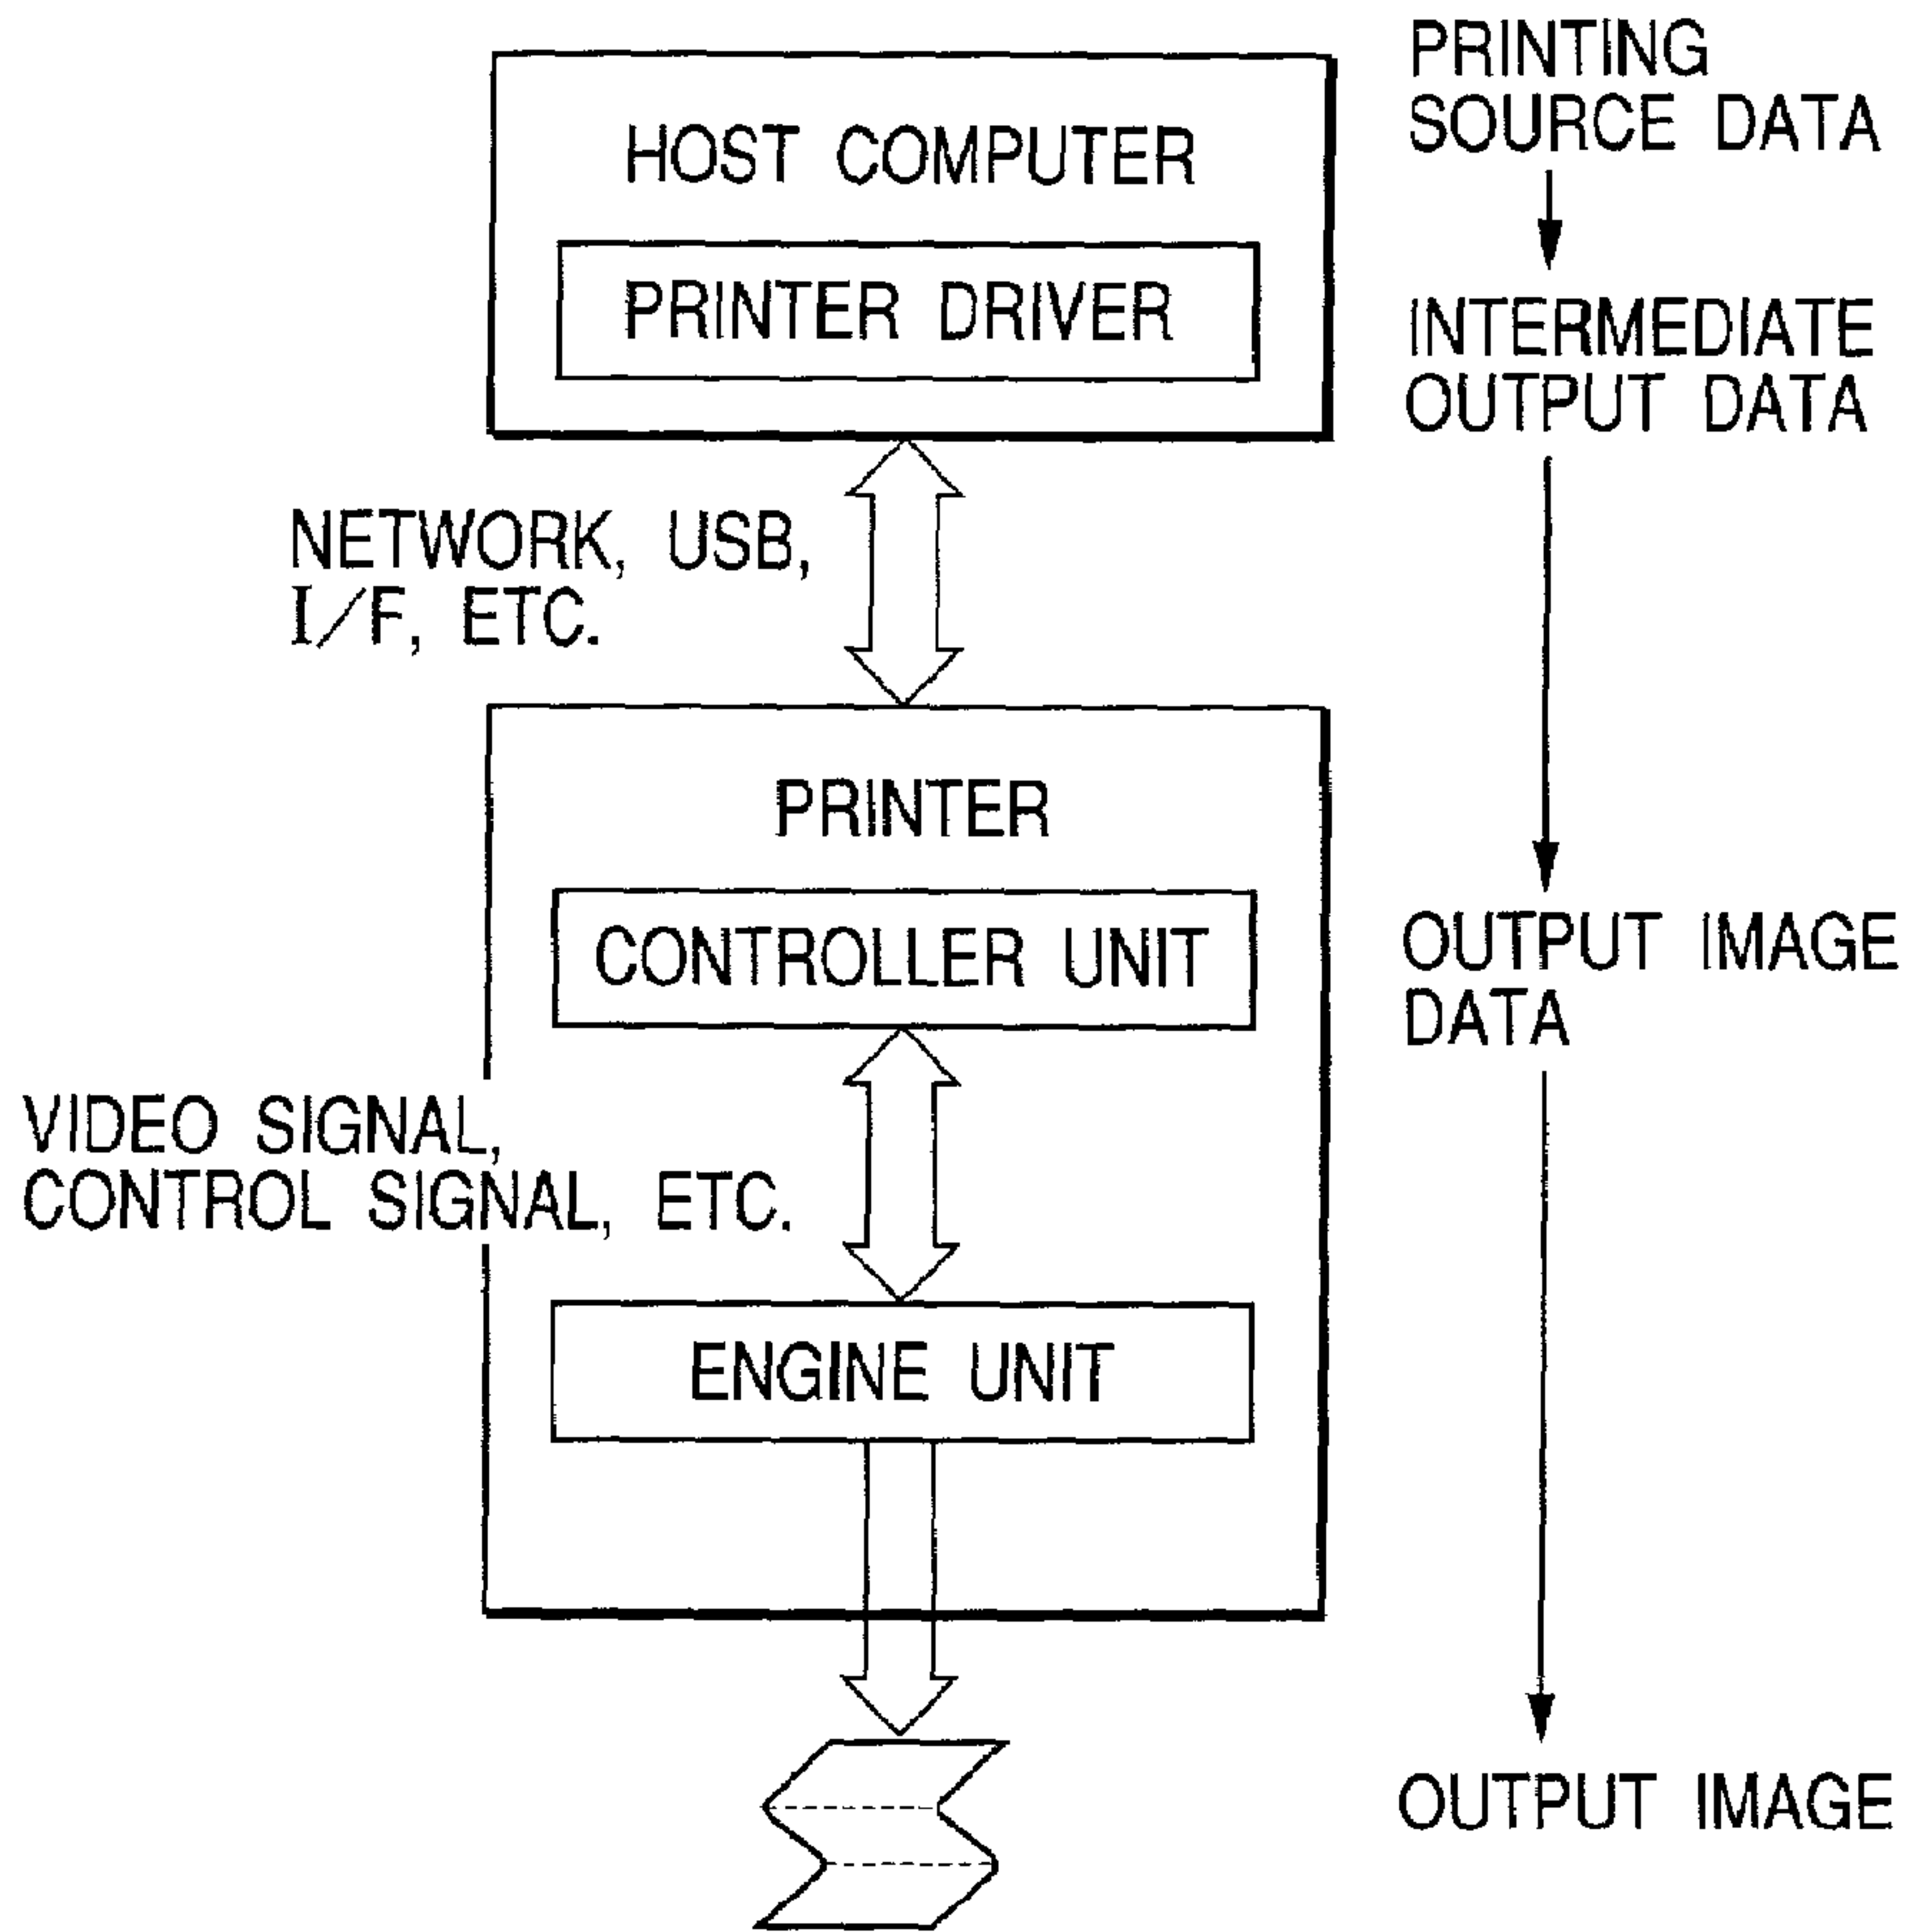 PRINTING
SOURCE DATA
HOST COMPUTER
PRINTER DRIVER
INTERMEDIATE
OUTPUT DATA
NETWORK, USB,
I/F, ETC.
PRINTER
CONTROLLER UNIT
OUTPUT IMAGE
DATA
VIDEO SIGNAL,
CONTROL SIGNAL, ETC.
ENGINE UNIT
OUTPUT IMAGE